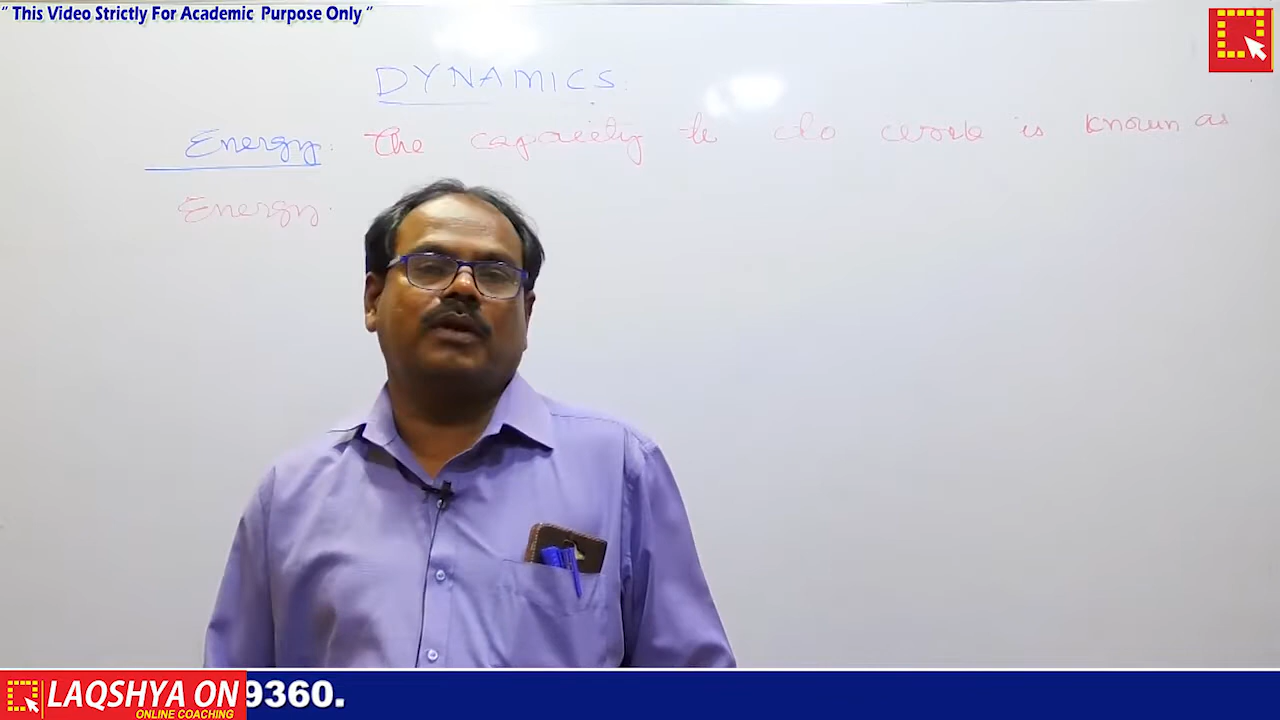 “ This Video Strictly For Academic Purpose Only ”
DYNAMICS.
Energy: The capacity to do work is known as
Energy.
LAQSHYA ON
ONLINE COACHING
9360.